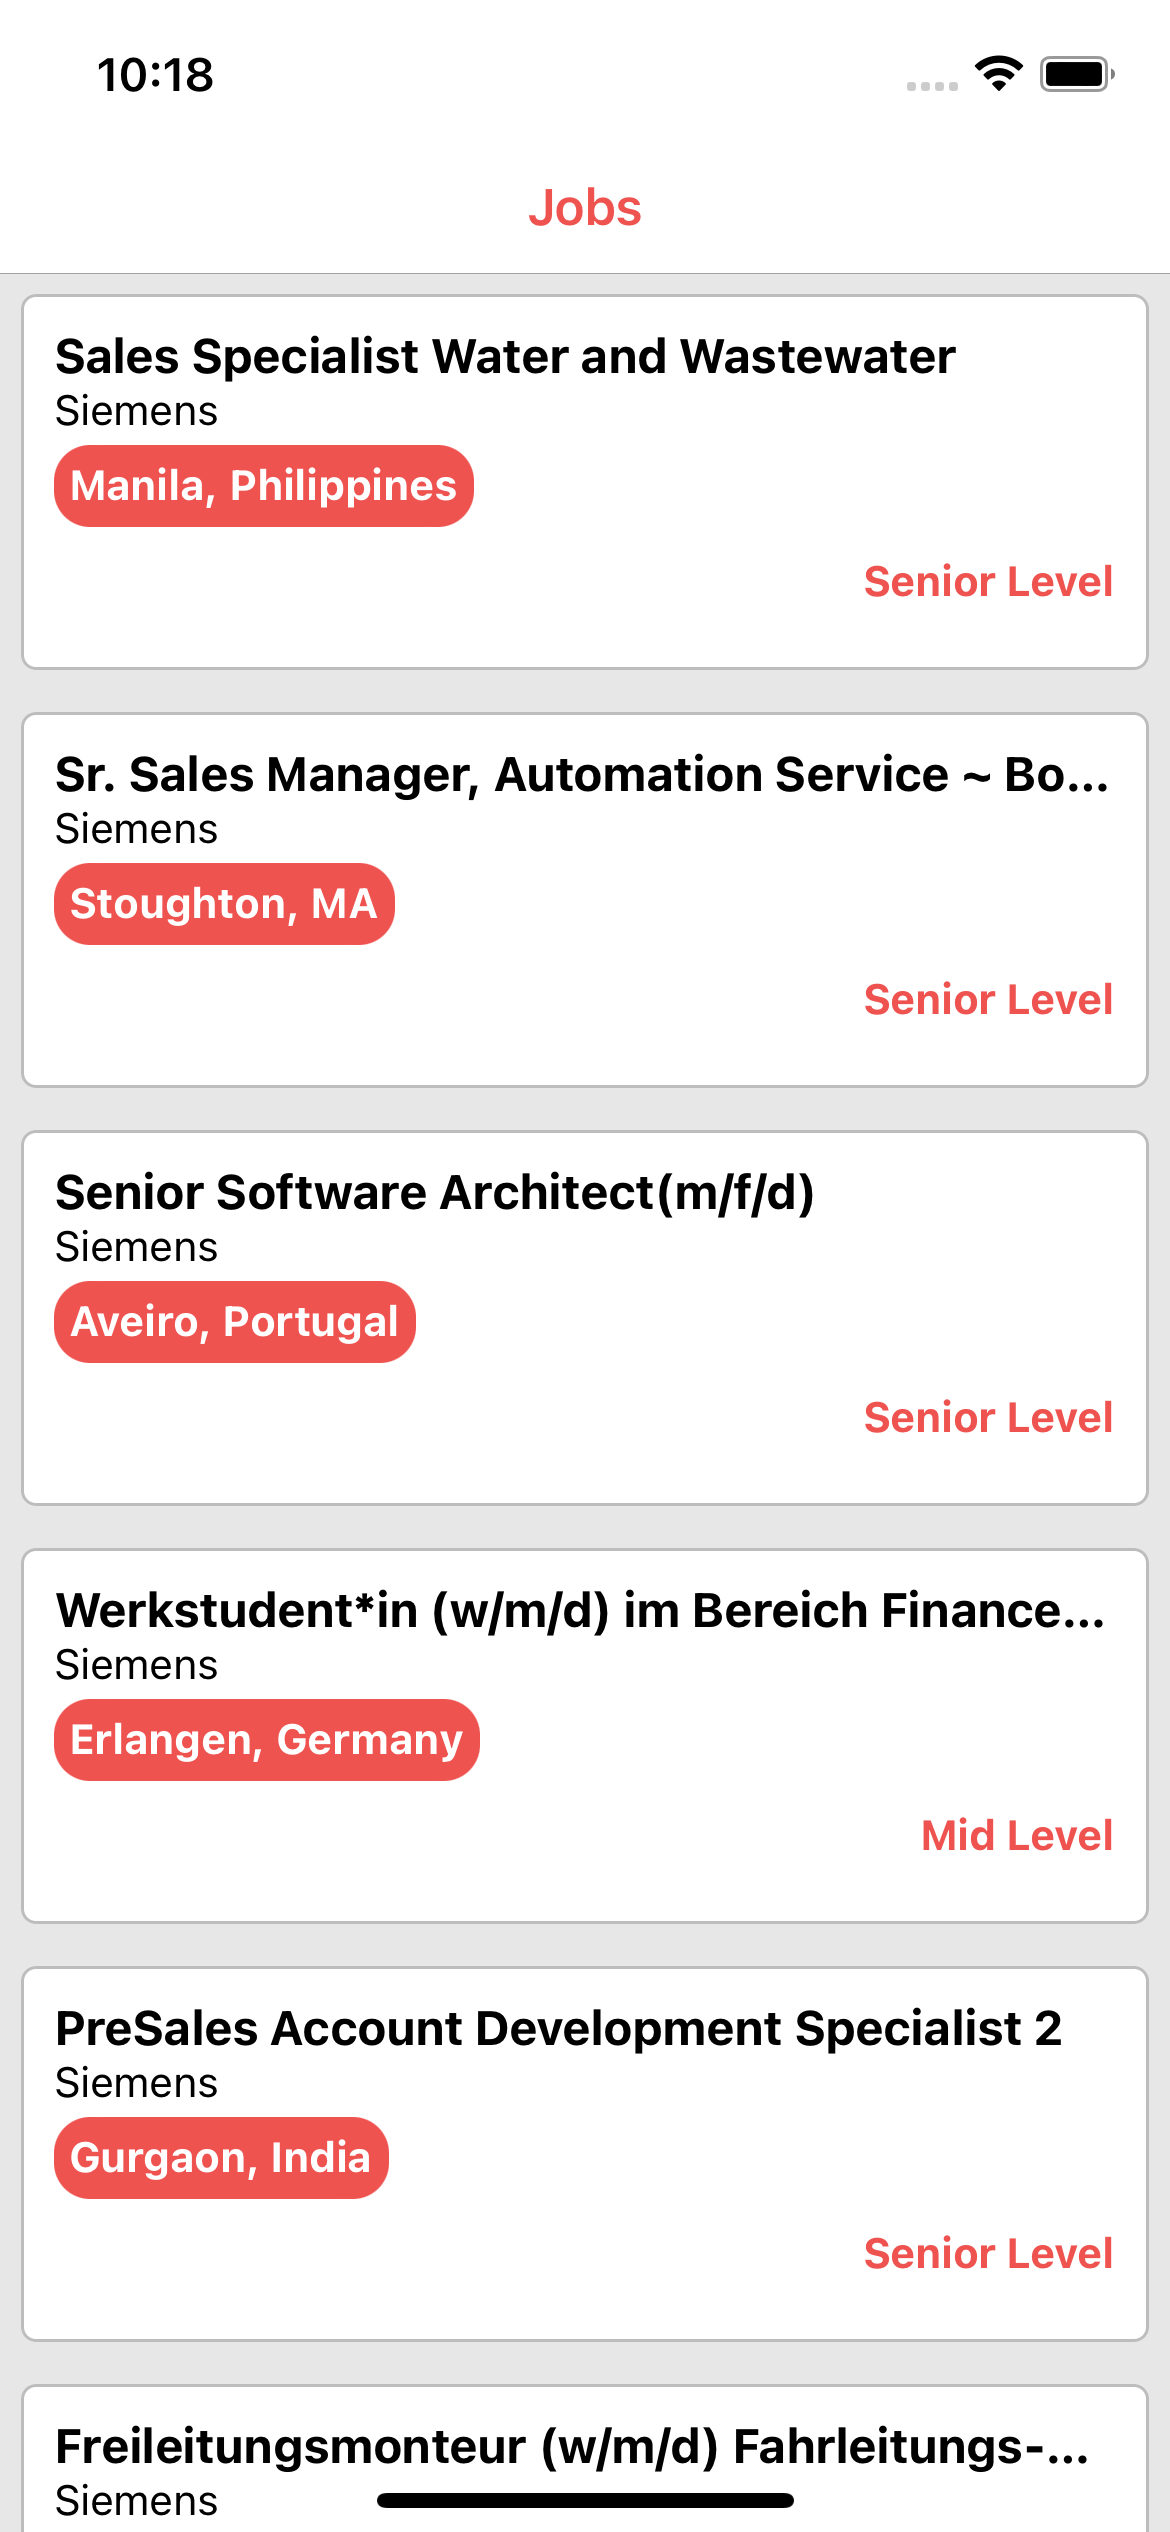 10:18
Jobs
Sales Specialist Water and Wastewater
Siemens
Manila, Philippines
Senior Level
Sr. Sales Manager, Automation Service ~ Bo...
Siemens
Stoughton, MA
Senior Level
Senior Software Architect(m/f/d)
Siemens
Aveiro, Portugal
Senior Level
Werkstudent*in (w/m/d) im Bereich Finance...
Siemens
Erlangen, Germany
Mid Level
PreSales Account Development Specialist 2
Siemens
Gurgaon, India
Senior Level
Freileitungsmonteur (w/m/d) Fahrleitungs-...
Siemens